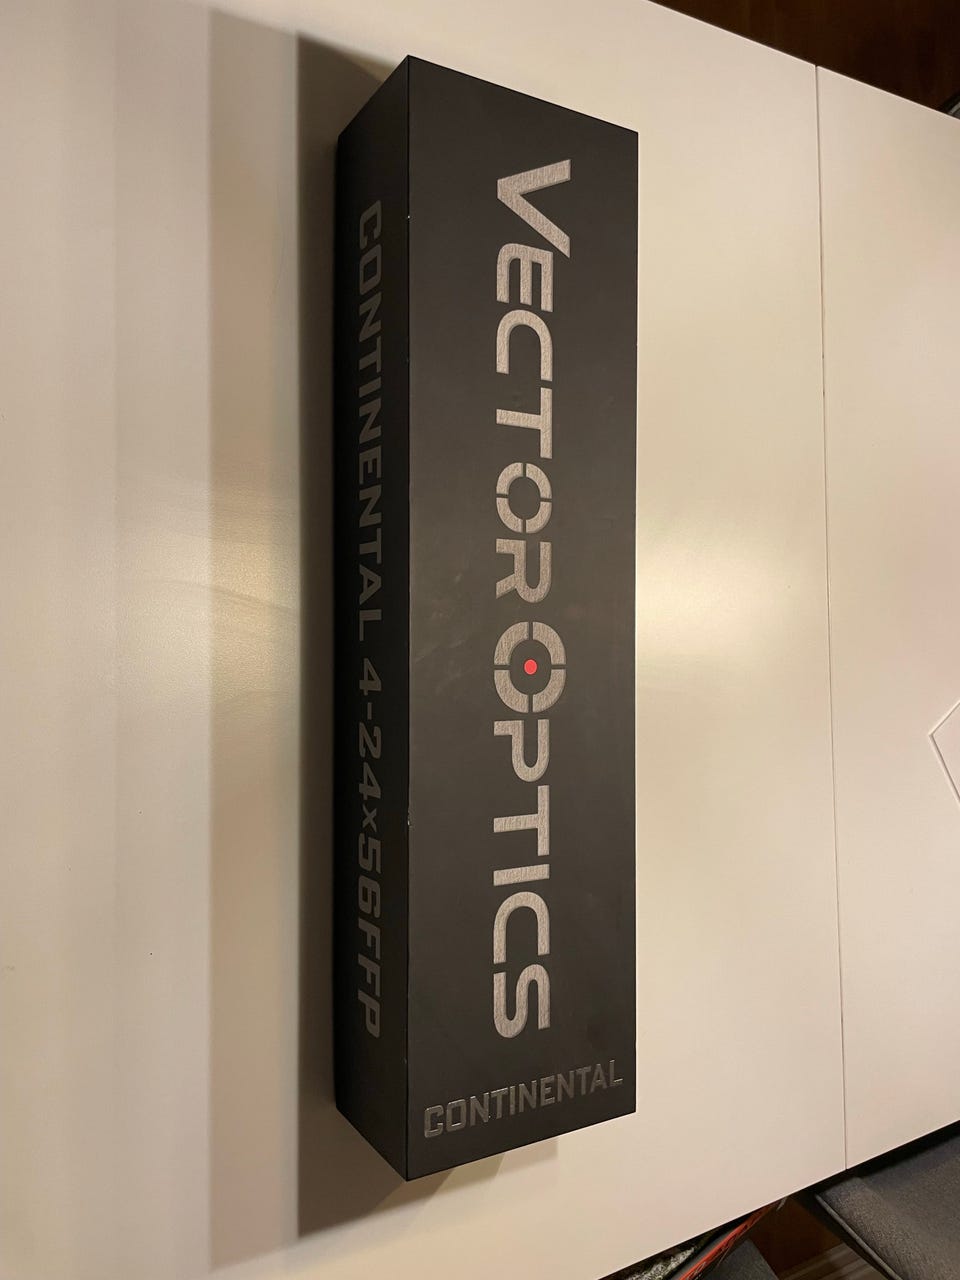 VECTOR OPTICS
CONTINENTAL
CONTINENTAL 4-24x56FFP